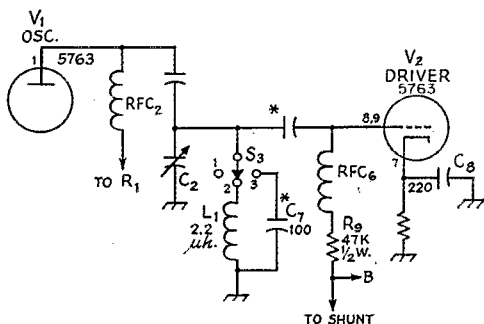 V1
OSC.
1
5763
RFC2
TO R1
C2
S3
1
2
3
L1
2.2
µh.
*
C7
100
*
8,9
RFC6
R9
47K
½W.
B
TO SHUNT
V2
DRIVER
5763
7
220
C8